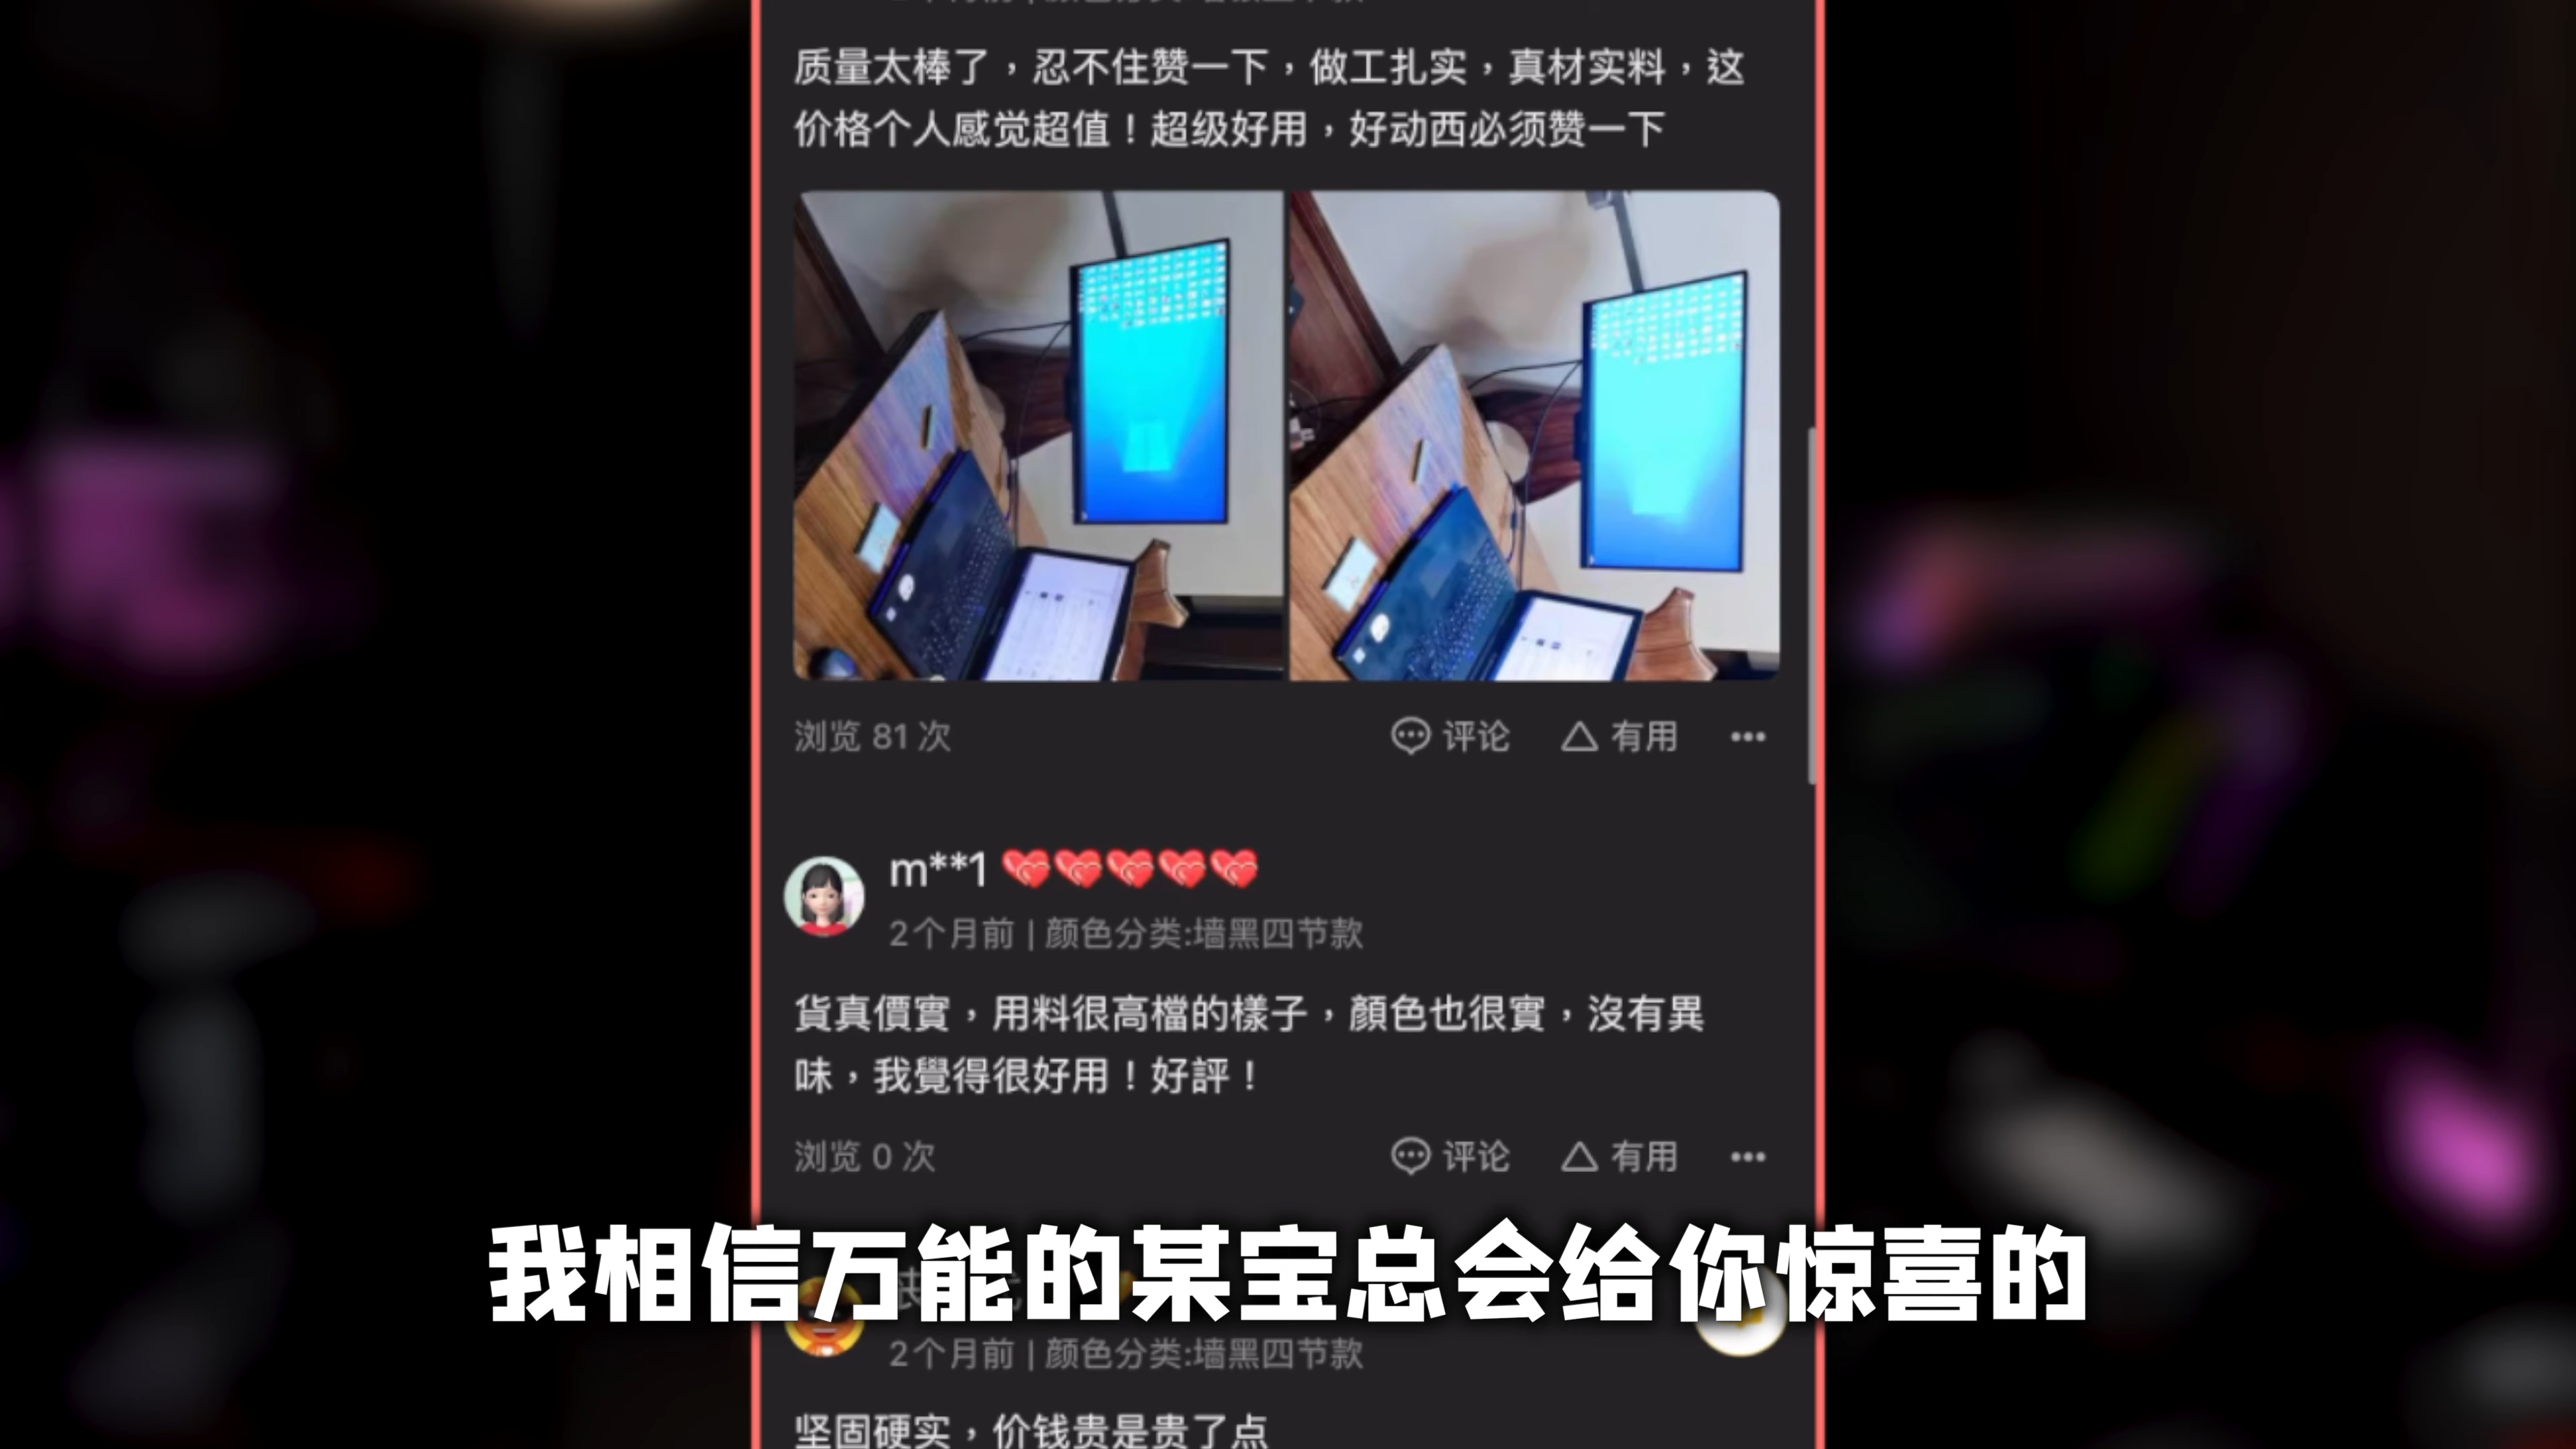 质量太棒了，忍不住赞一下，做工扎实，真材实料，这
价格个人感觉超值！超级好用，好动西必须赞一下
浏览 81 次
评论
有用
m**1
2个月前 | 颜色分类:墙黑四节款
貨真價實，用料很高檔的樣子，顏色也很實，沒有異
味，我覺得很好用！好評！
浏览 0 次
评论
有用
我相信万能的某宝总会给你惊喜的
2个月前 | 颜色分类:墙黑四节款
坚固硬实，价钱贵是贵了点